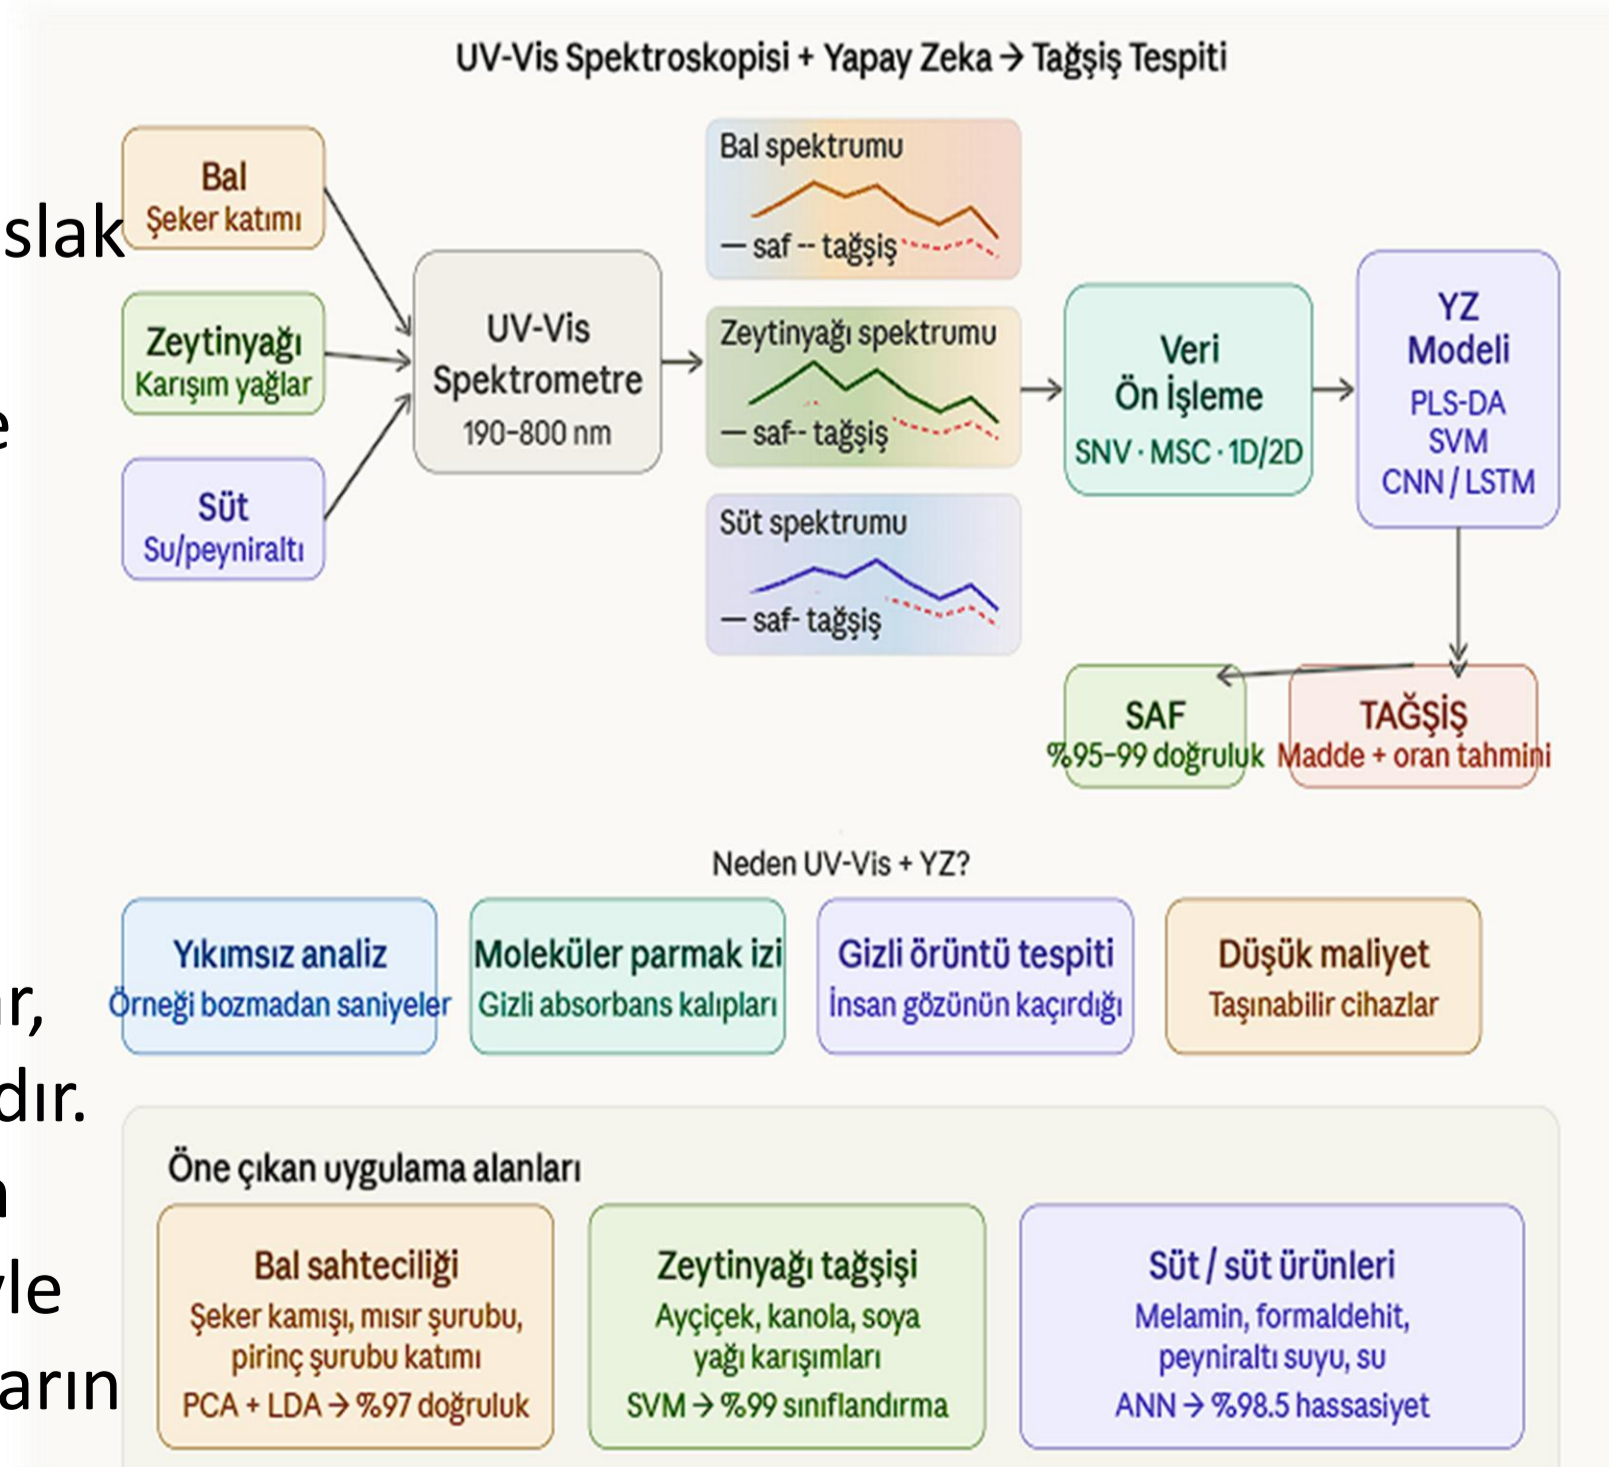 UV-Vis Spektroskopisi + Yapay Zeka → Tağşiş Tespiti
Bal
Şeker katımı
slak
Zeytinyağı
Karışım yağlar
e
Süt
Su/peyniraltı
UV-Vis
Spektrometre
190–800 nm
Bal spektrumu
— saf -- tağşiş
Zeytinyağı spektrumu
— saf-- tağşiş
Süt spektrumu
— saf- tağşiş
Veri
Ön İşleme
SNV · MSC · 1D/2D
YZ
Modeli
PLS-DA
SVM
CNN / LSTM
SAF
%95–99 doğruluk
TAĞŞİŞ
Madde + oran tahmini
Neden UV-Vis + YZ?
Yıkımsız analiz
Örneği bozmadan saniyeler
Moleküler parmak izi
Gizli absorbans kalıpları
Gizli örüntü tespiti
İnsan gözünün kaçırdığı
Düşük maliyet
Taşınabilir cihazlar
r,
dır.
Öne çıkan uygulama alanları
Bal sahteciliği
Şeker kamışı, mısır şurubu,
pirinç şurubu katımı
PCA + LDA → %97 doğruluk
Zeytinyağı tağşişi
Ayçiçek, kanola, soya
yağı karışımları
SVM → %99 sınıflandırma
Süt / süt ürünleri
Melamin, formaldehit,
peyniraltı suyu, su
ANN → %98.5 hassasiyet
yle
arın